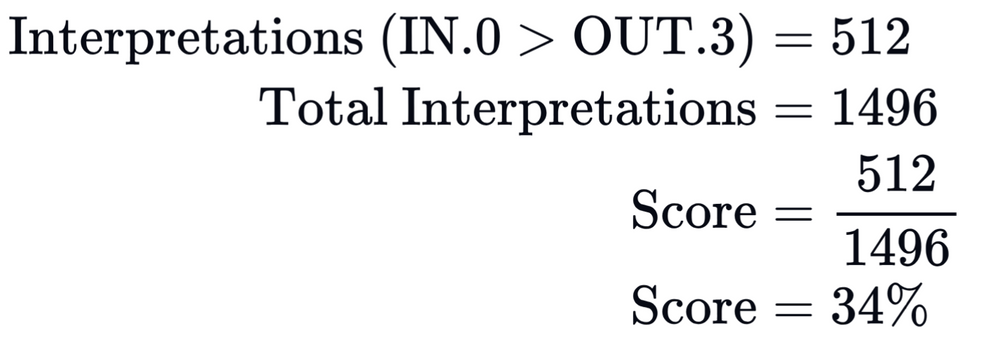 Interpretations (IN.0 > OUT.3) = 512
Total Interpretations = 1496
Score = 512/1496
Score = 34%